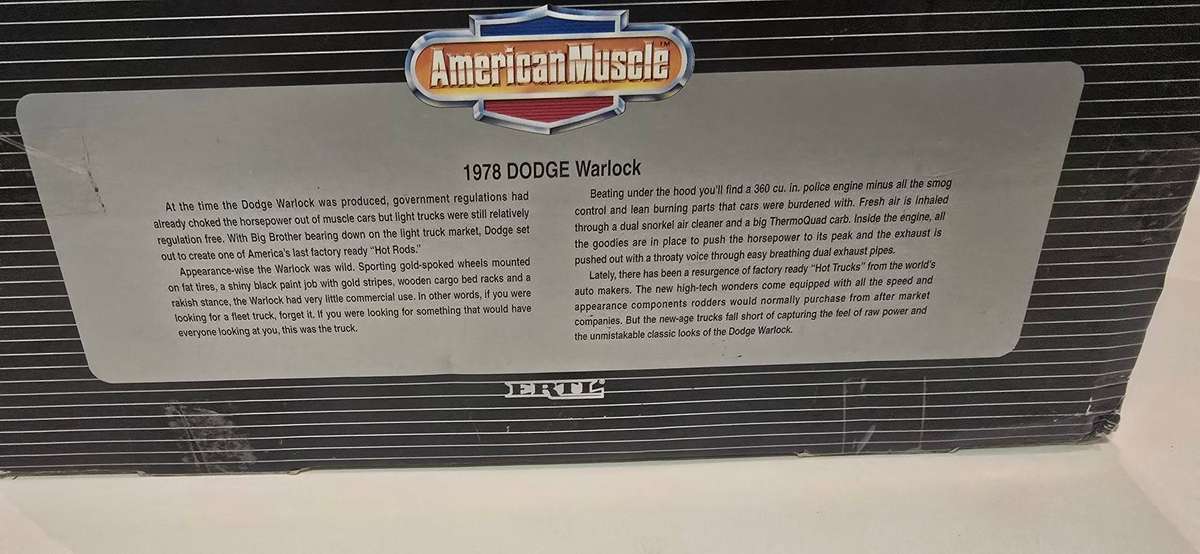 American Muscle™
1978 DODGE Warlock
At the time the Dodge Warlock was produced, government regulations had
already choked the horsepower out of muscle cars but light trucks were still relatively
regulation free. With Big Brother bearing down on the light truck market, Dodge set
out to create one of America's last factory ready "Hot Rods."
Appearance-wise the Warlock was wild. Sporting gold-spoked wheels mounted
on fat tires, a shiny black paint job with gold stripes, wooden cargo bed racks and a
rakish stance, the Warlock had very little commercial use. In other words, if you were
looking for a fleet truck, forget it. If you were looking for something that would have
everyone looking at you, this was the truck.
Beating under the hood you'll find a 360 cu. in. police engine minus all the smog
control and lean burning parts that cars were burdened with. Fresh air is inhaled
through a dual snorkel air cleaner and a big ThermoQuad carb. Inside the engine, all
the goodies are in place to push the horsepower to its peak and the exhaust is
pushed out with a throaty voice through easy breathing dual exhaust pipes.
Lately, there has been a resurgence of factory ready "Hot Trucks" from the world's
auto makers. The new high-tech wonders come equipped with all the speed and
appearance components rodders would normally purchase from after market
companies. But the new-age trucks fall short of capturing the feel of raw power and
the unmistakable classic looks of the Dodge Warlock.
ERTL